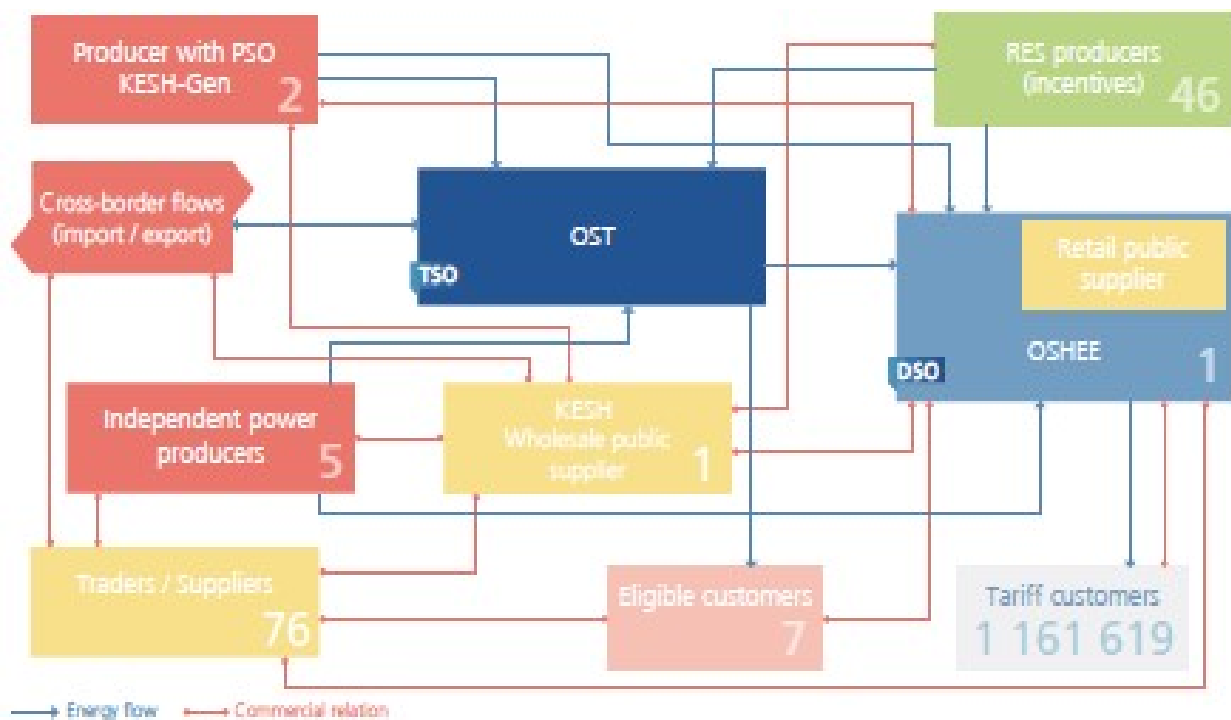 Producer with PSO
KESH-Gen
2
RES producers
(incentives)
46
Cross-border flows
(import / export)
OST
TSO
Retail public
supplier
OSHEE
1
DSO
Independent power
producers
5
KESH
Wholesale public
supplier
1
Traders / Suppliers
76
Eligible customers
7
Tariff customers
1 161 619
Energy flow
Commercial relation